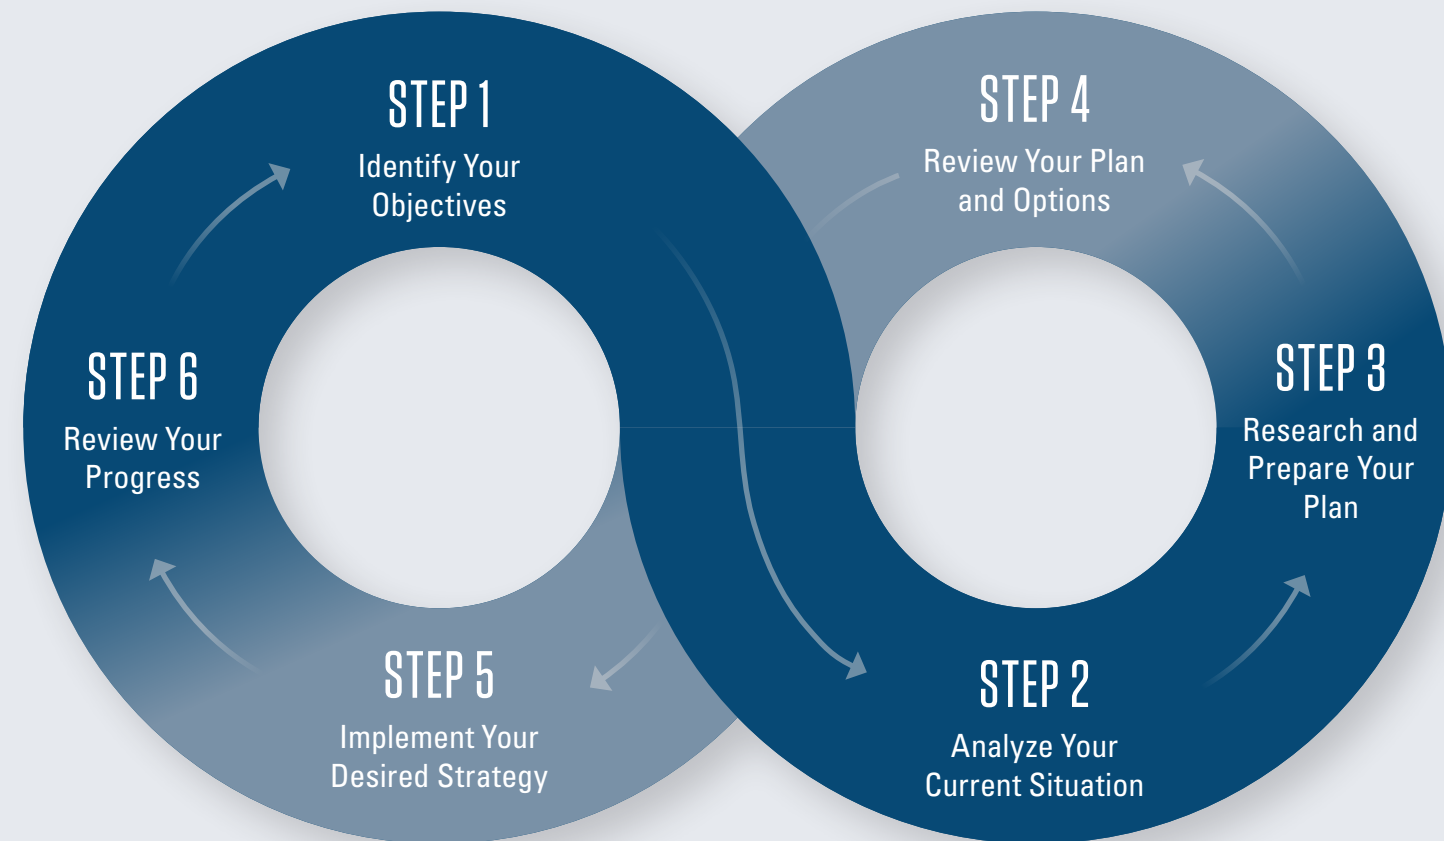 STEP 1
Identify Your
Objectives
STEP 2
Analyze Your
Current Situation
STEP 3
Research and
Prepare Your
Plan
STEP 4
Review Your Plan
and Options
STEP 5
Implement Your
Desired Strategy
STEP 6
Review Your
Progress